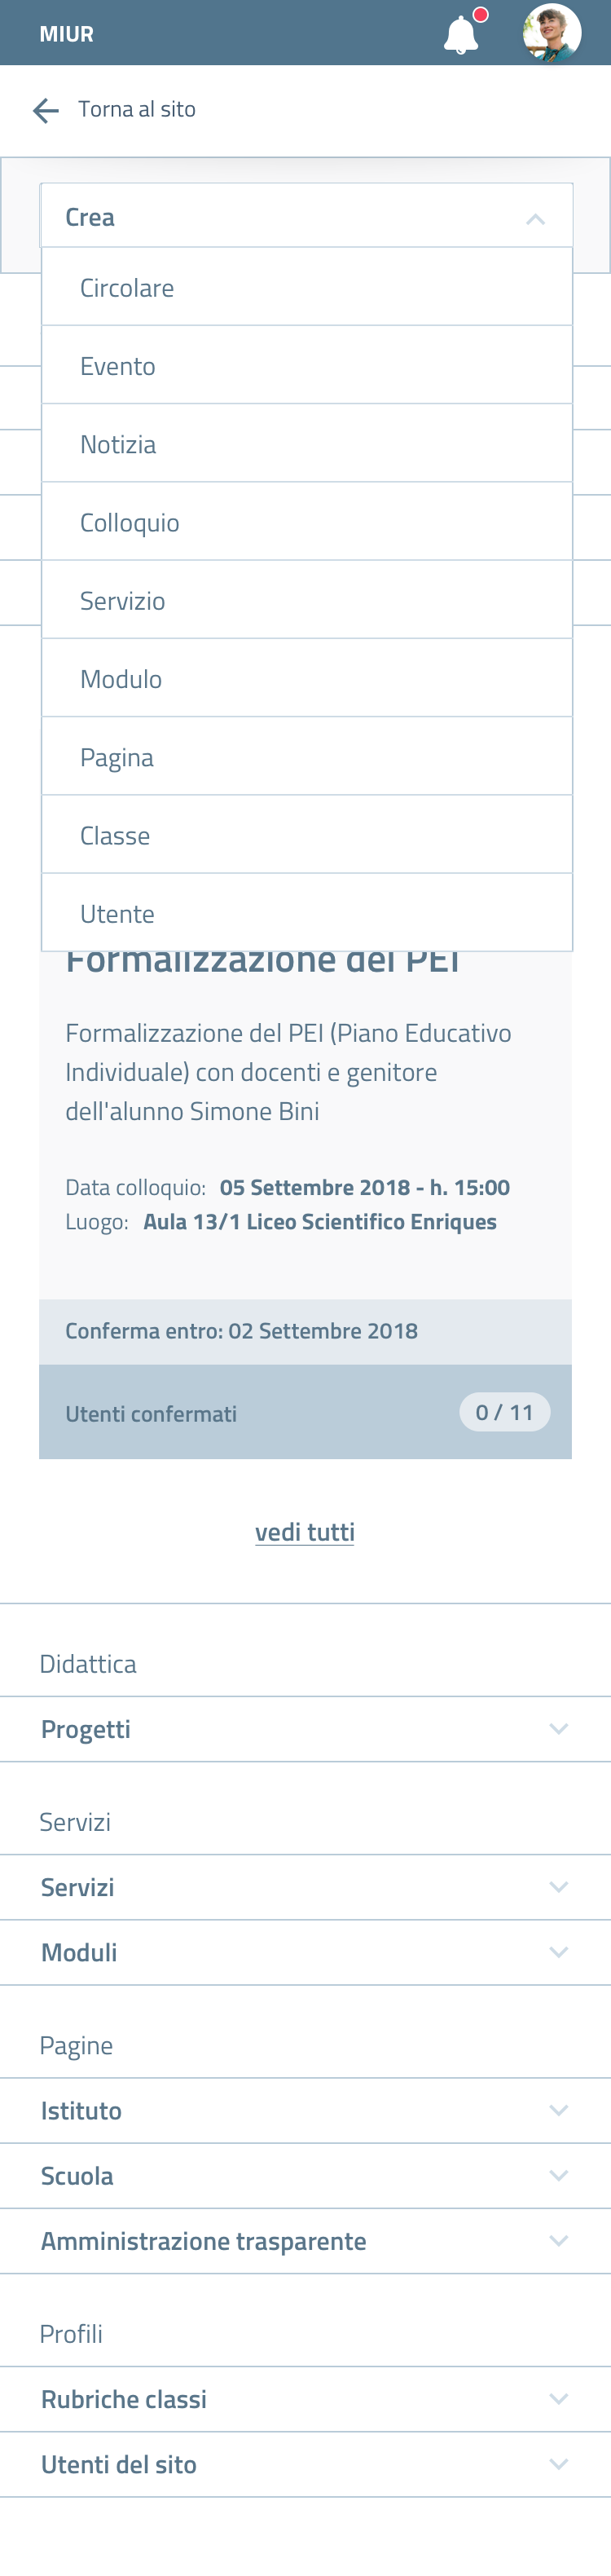 MIUR
Torna al sito
Crea
Circolare
Evento
Notizia
Colloquio
Servizio
Modulo
Pagina
Classe
Utente
Formalizzazione del PEI
Formalizzazione del PEI (Piano Educativo
Individuale) con docenti e genitore
dell'alunno Simone Bini
Data colloquio: 05 Settembre 2018 - h. 15:00
Luogo: Aula 13/1 Liceo Scientifico Enriques
Conferma entro: 02 Settembre 2018
Utenti confermati 0 / 11
vedi tutti
Didattica
Progetti
Servizi
Servizi
Moduli
Pagine
Istituto
Scuola
Amministrazione trasparente
Profili
Rubriche classi
Utenti del sito